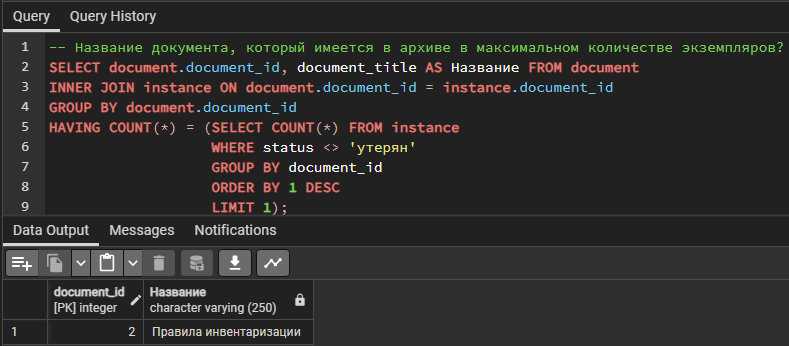 Query Query History
1 -- Название документа, который имеется в архиве в максимальном количестве экземпляров?
2 SELECT document.document_id, document_title AS Название FROM document
3 INNER JOIN instance ON document.document_id = instance.document_id
4 GROUP BY document.document_id
5 HAVING COUNT(*) = (SELECT COUNT(*) FROM instance
6 WHERE status <> 'утерян'
7 GROUP BY document_id
8 ORDER BY 1 DESC
9 LIMIT 1);
Data Output Messages Notifications
document_id Название
[PK] integer character varying (250)
1 2 Правила инвентаризации